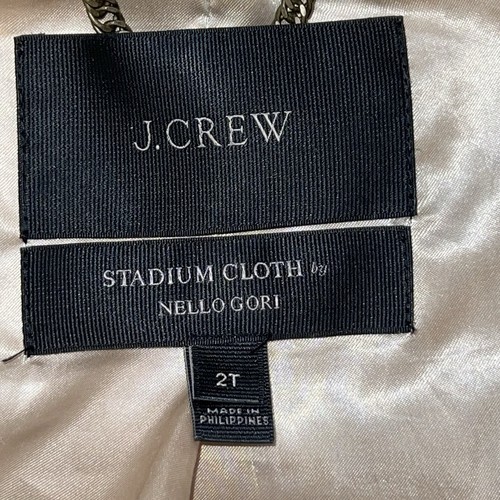 J.CREW
STADIUM CLOTH by
NELLO GORI
2T
MADE IN
PHILIPPINES